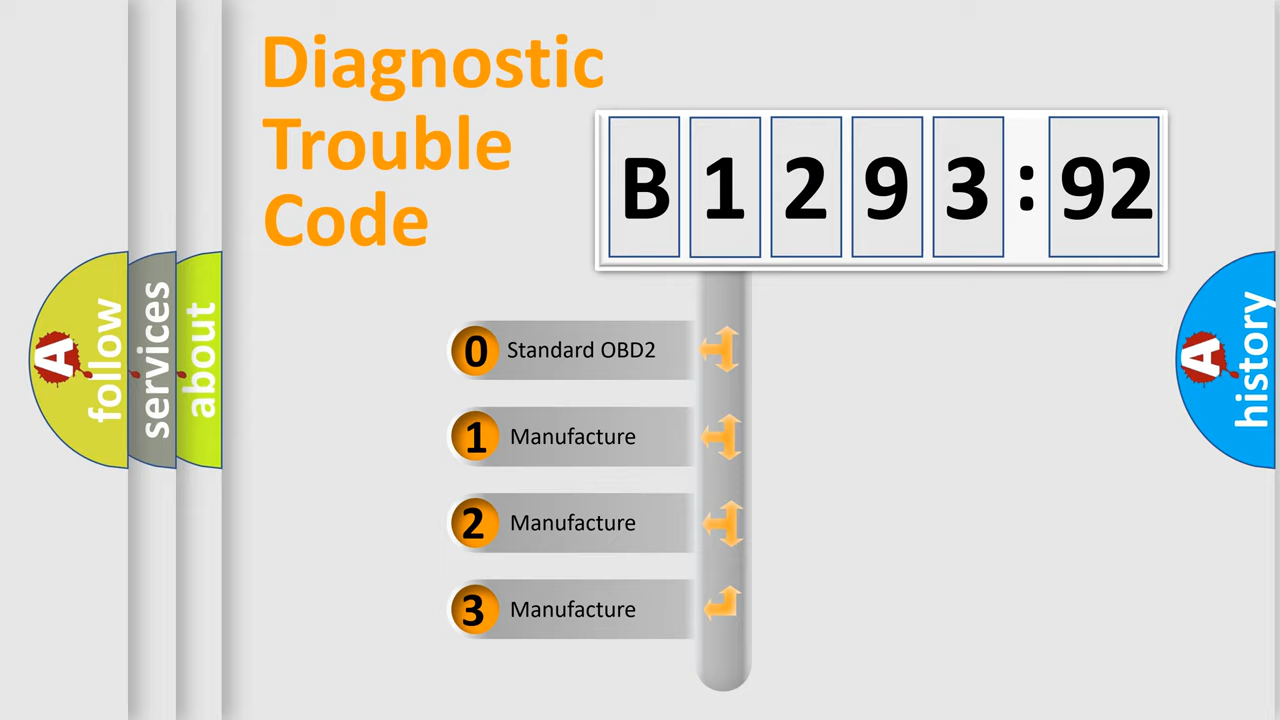 Diagnostic
Trouble
Code
B 1 2 9 3 : 92
0 Standard OBD2
1 Manufacture
2 Manufacture
3 Manufacture
A follow
services
about
A history